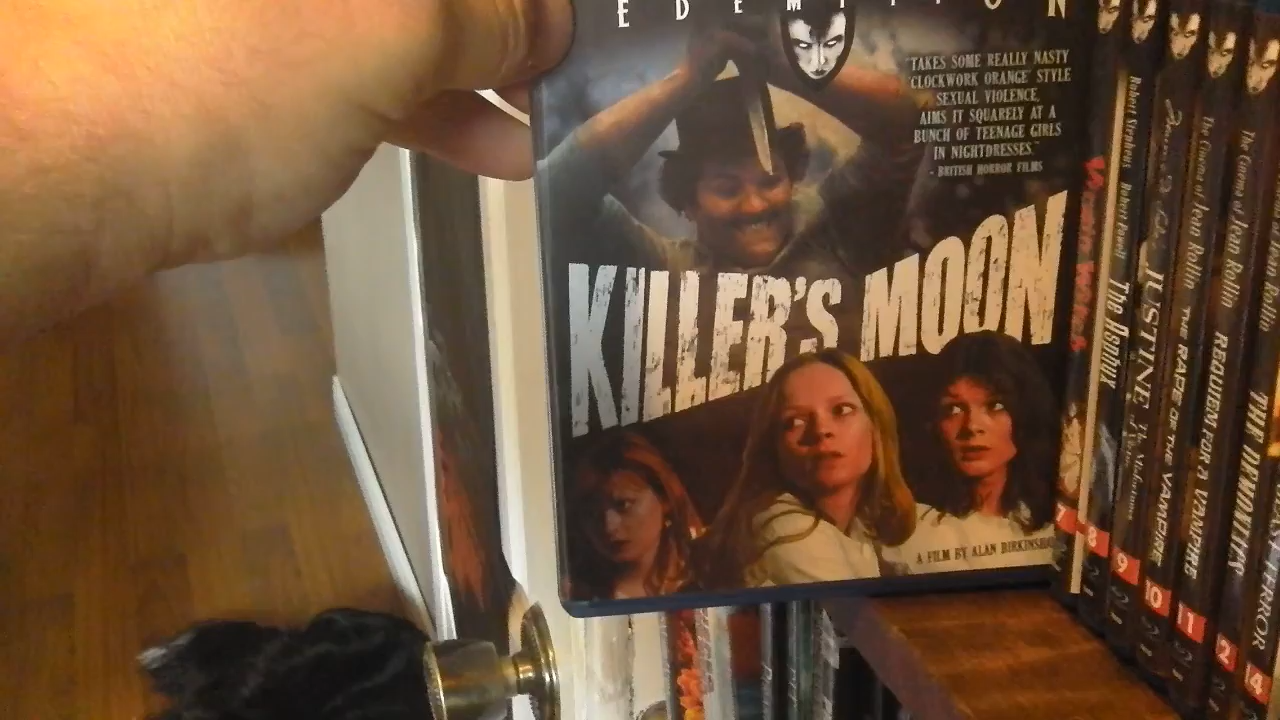 E D E M P T I O N
"TAKES SOME REALLY NASTY
'CLOCKWORK ORANGE' STYLE
SEXUAL VIOLENCE,
AIMS IT SQUARELY AT A
BUNCH OF TEENAGE GIRLS
IN NIGHTDRESSES."
- BRITISH HORROR FILMS
KILLER'S MOON
A FILM BY ALAN BIRKINSHA
7
Robert Stephens Robert Powell The Asphyx
8
JUSTINE
9
The Cinema of Jean Rollin THE RAPE OF THE VAMPIRE
10
The Cinema of Jean Rollin REQUIEM FOR A VAMPIRE
11
The Cinema of Jean Rollin THE DEMONIACS
2
14